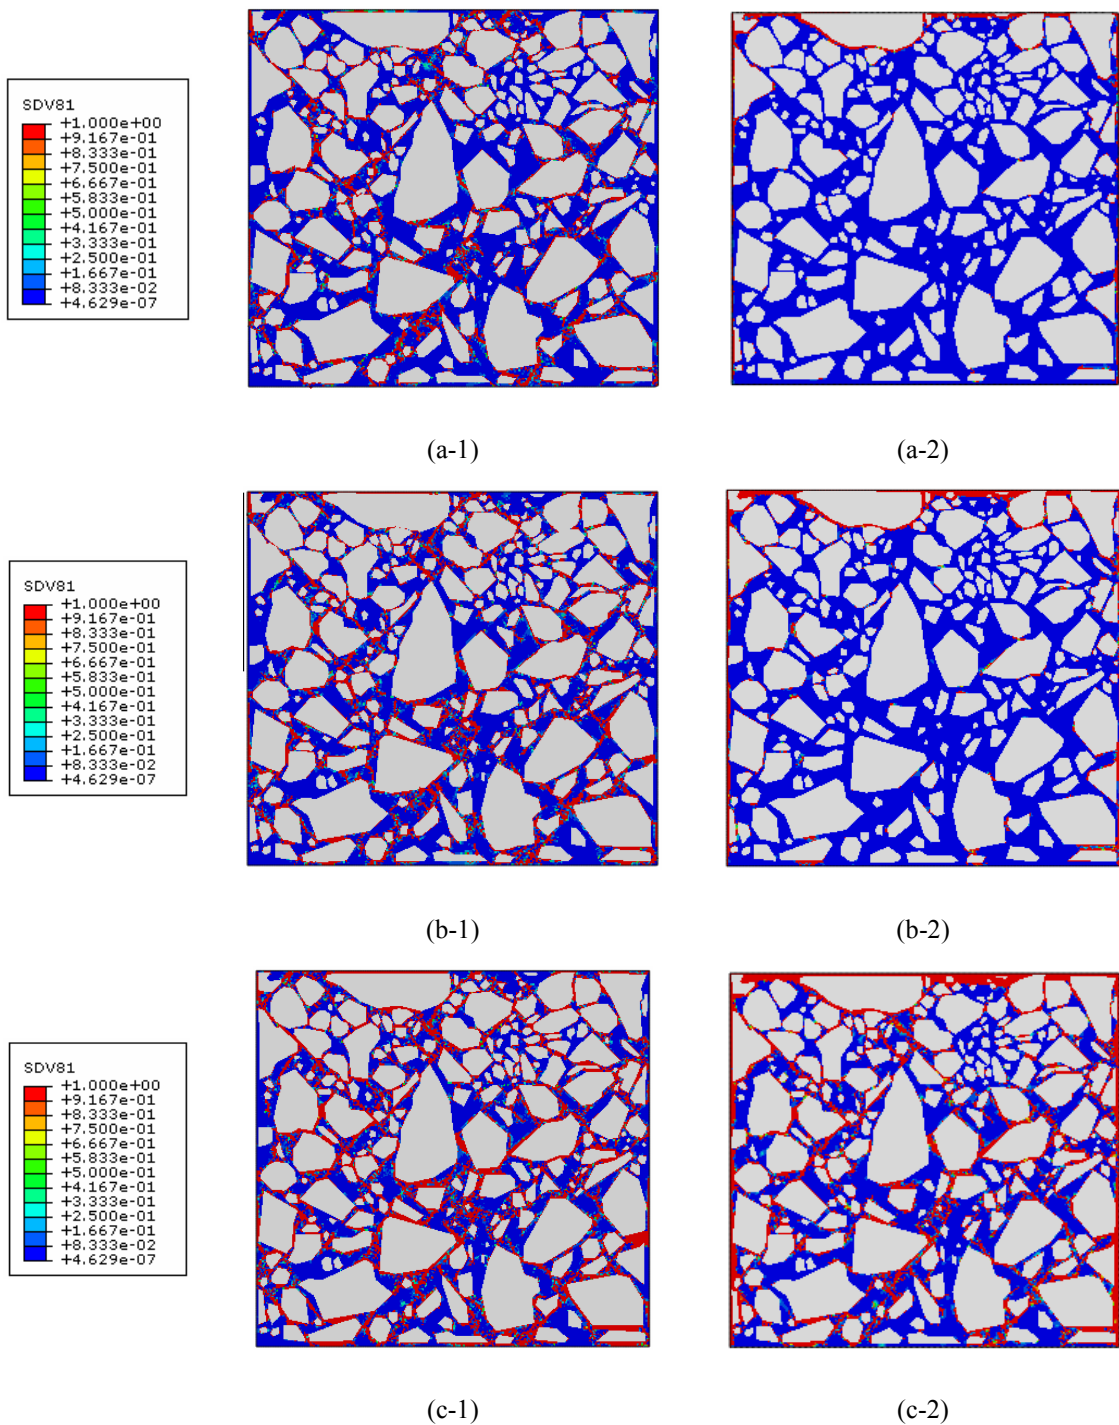 SDV81
+1.000e+00
+9.167e-01
+8.333e-01
+7.500e-01
+6.667e-01
+5.833e-01
+5.000e-01
+4.167e-01
+3.333e-01
+2.500e-01
+1.667e-01
+8.333e-02
+4.629e-07
(a-1)
(a-2)
SDV81
+1.000e+00
+9.167e-01
+8.333e-01
+7.500e-01
+6.667e-01
+5.833e-01
+5.000e-01
+4.167e-01
+3.333e-01
+2.500e-01
+1.667e-01
+8.333e-02
+4.629e-07
(b-1)
(b-2)
SDV81
+1.000e+00
+9.167e-01
+8.333e-01
+7.500e-01
+6.667e-01
+5.833e-01
+5.000e-01
+4.167e-01
+3.333e-01
+2.500e-01
+1.667e-01
+8.333e-02
+4.629e-07
(c-1)
(c-2)